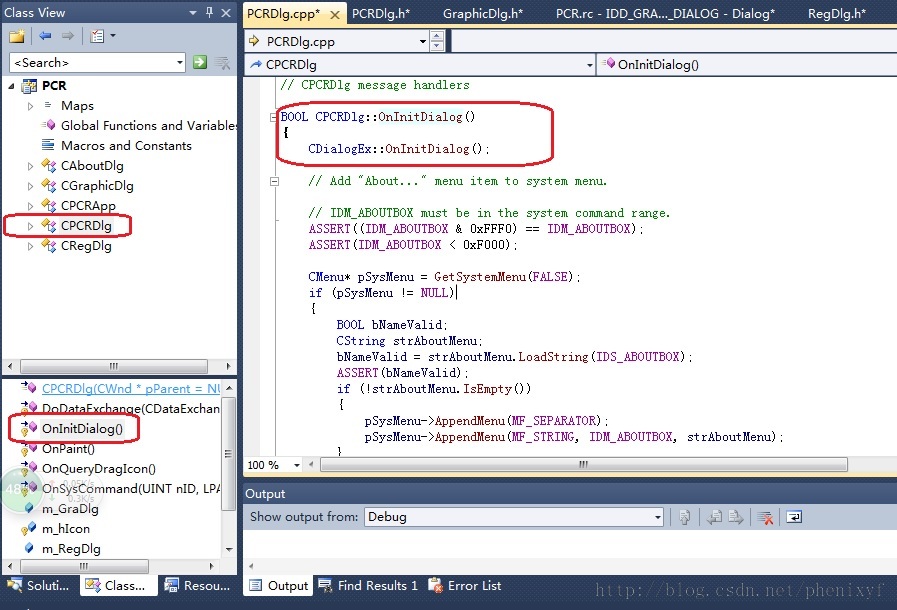 Class View
<Search>
PCR
Maps
Global Functions and Variables
Macros and Constants
CAboutDlg
CGraphicDlg
CPCRApp
CPCRDlg
CRegDlg
CPCRDlg(CWnd * pParent = NU
DoDataExchange(CDataExchan
OnInitDialog()
OnPaint()
OnQueryDragIcon()
OnSysCommand(UINT nID, LPA
m_GraDlg
m_hIcon
m_RegDlg
48%
0.05K/s
0.3K/s
Soluti... Class... Resou...
PCRDlg.cpp* PCRDlg.h* GraphicDlg.h* PCR.rc - IDD_GRA..._DIALOG - Dialog* RegDlg.h*
PCRDlg.cpp
CPCRDlg OnInitDialog()
// CPCRDlg message handlers
BOOL CPCRDlg::OnInitDialog()
{
CDialogEx::OnInitDialog();
// Add "About..." menu item to system menu.
// IDM_ABOUTBOX must be in the system command range.
ASSERT((IDM_ABOUTBOX & 0xFFF0) == IDM_ABOUTBOX);
ASSERT(IDM_ABOUTBOX < 0xF000);
CMenu* pSysMenu = GetSystemMenu(FALSE);
if (pSysMenu != NULL)
{
BOOL bNameValid;
CString strAboutMenu;
bNameValid = strAboutMenu.LoadString(IDS_ABOUTBOX);
ASSERT(bNameValid);
if (!strAboutMenu.IsEmpty())
{
pSysMenu->AppendMenu(MF_SEPARATOR);
pSysMenu->AppendMenu(MF_STRING, IDM_ABOUTBOX, strAboutMenu);
}
100 %
Output
Show output from: Debug
Output Find Results 1 Error List
http://blog.csdn.net/phenixyf